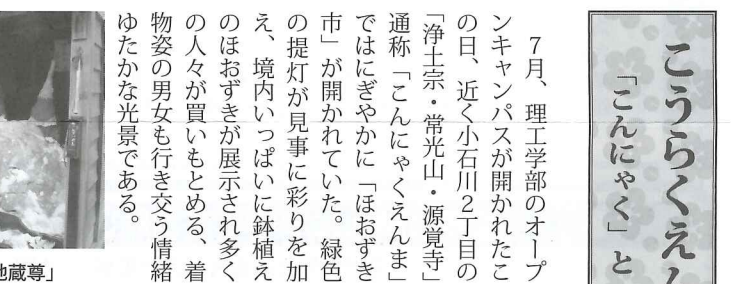 こうらくえん
「こんにゃく」と
７月、理工学部のオープ
ンキャンパスが開かれたこ
の日、近く小石川２丁目の
「浄土宗・常光山・源覚寺」
通称「こんにゃくえんま」
ではにぎやかに「ほおずき
市」が開かれていた。緑色
の提灯が見事に彩りを加
え、境内いっぱいに鉢植え
のほおずきが展示され多く
の人々が買いもとめる、着
物姿の男女も行き交う情緒
ゆたかな光景である。
地蔵尊」